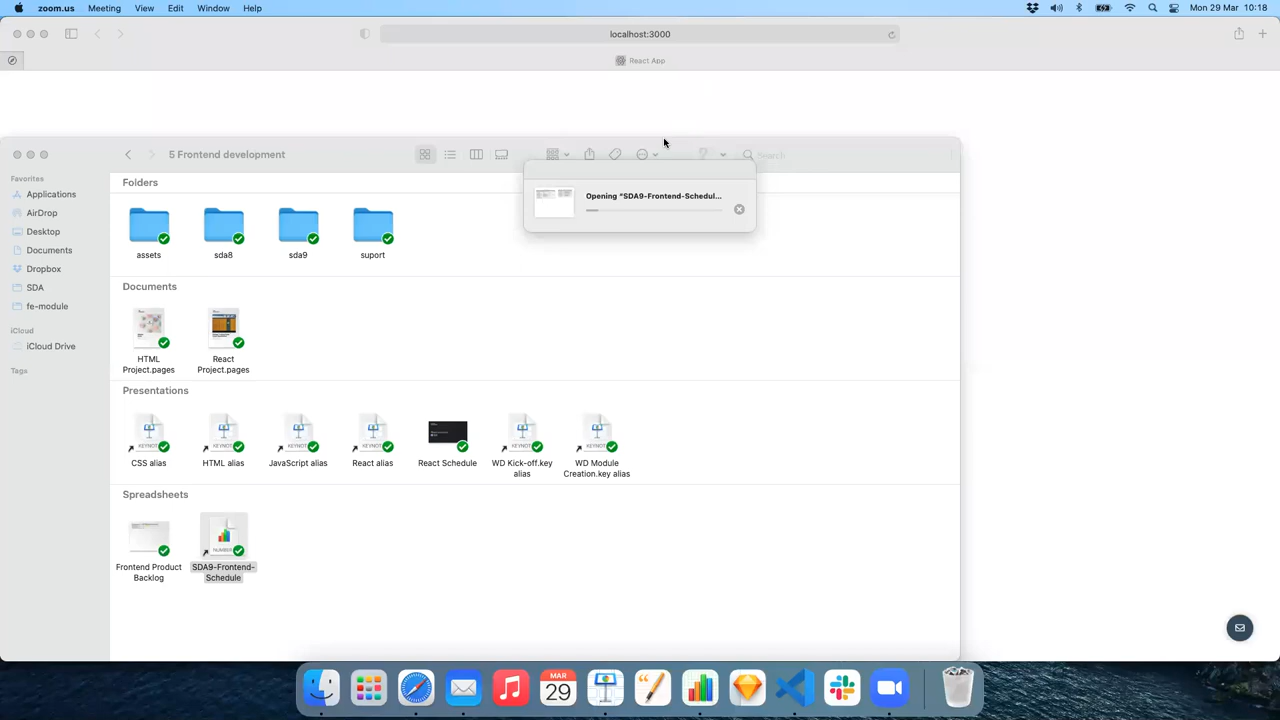 zoom.us Meeting View Edit Window Help Mon 29 Mar 10:18
localhost:3000
React App
5 Frontend development Search
Opening “SDA9-Frontend-Schedul...
Favorites
Applications
AirDrop
Desktop
Documents
Dropbox
SDA
fe-module
iCloud
iCloud Drive
Tags
Folders
assets sda8 sda9 suport
Documents
HTML
Project.pages
React
Project.pages
Presentations
CSS alias HTML alias JavaScript alias React alias React Schedule
WD Kick-off.key
alias
WD Module
Creation.key alias
Spreadsheets
Frontend Product
Backlog
SDA9-Frontend-
Schedule
MAR
29